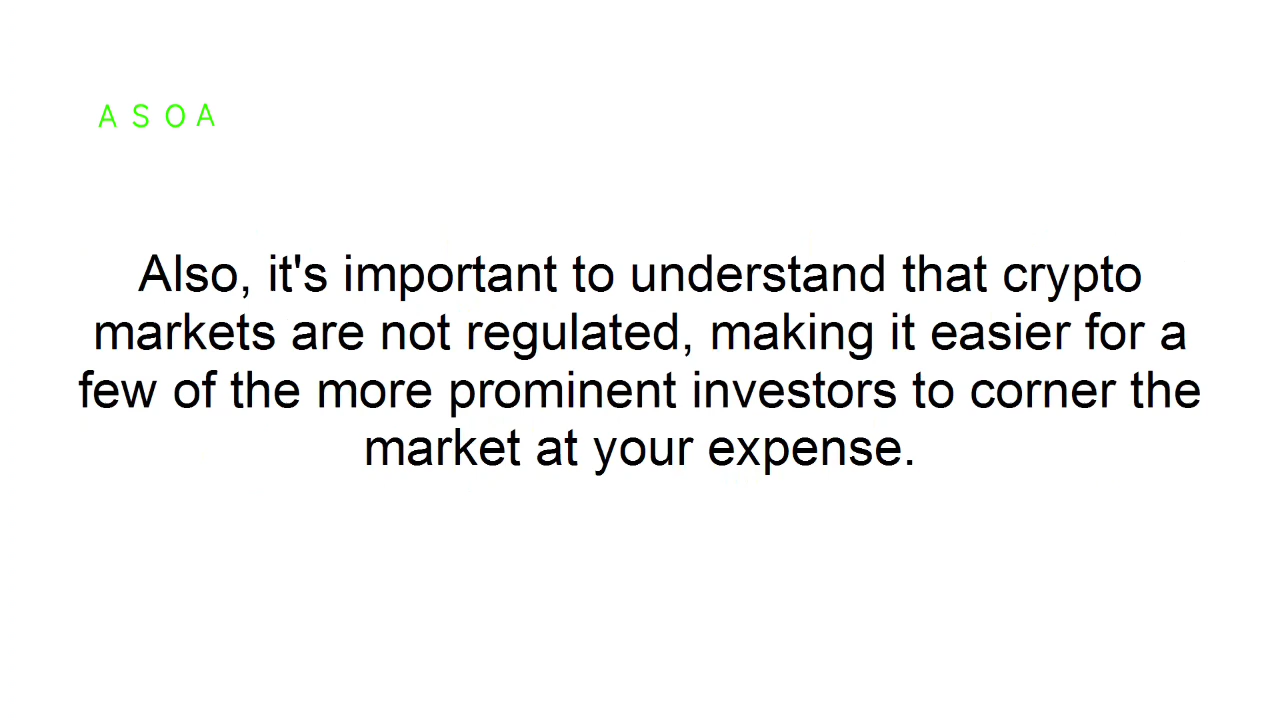 A S O A
Also, it's important to understand that crypto
markets are not regulated, making it easier for a
few of the more prominent investors to corner the
market at your expense.